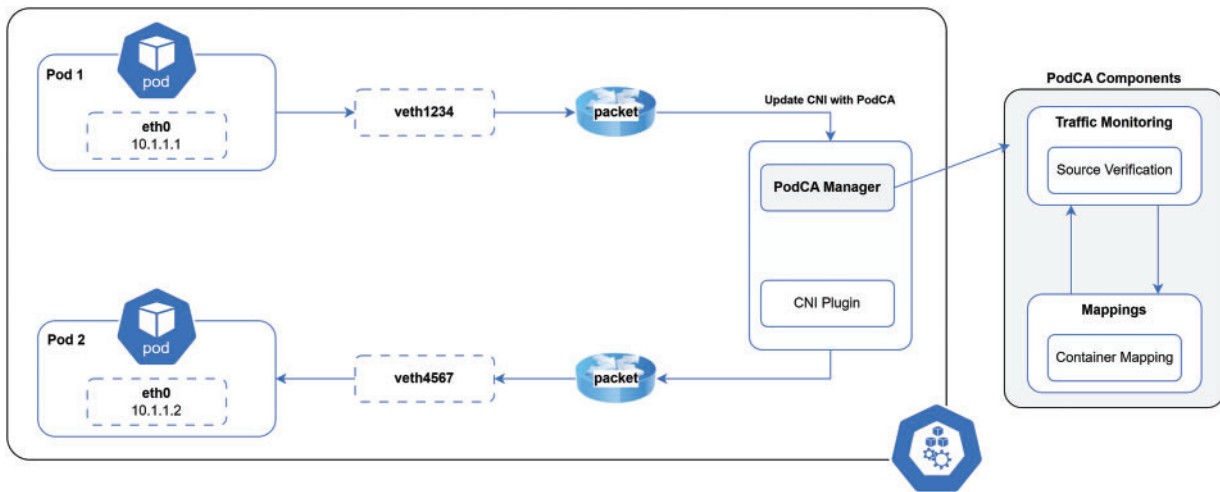 Pod 1
pod
eth0
10.1.1.1
veth1234
packet
Update CNI with PodCA
PodCA Manager
CNI Plugin
PodCA Components
Traffic Monitoring
Source Verification
Mappings
Container Mapping
Pod 2
pod
eth0
10.1.1.2
veth4567
packet